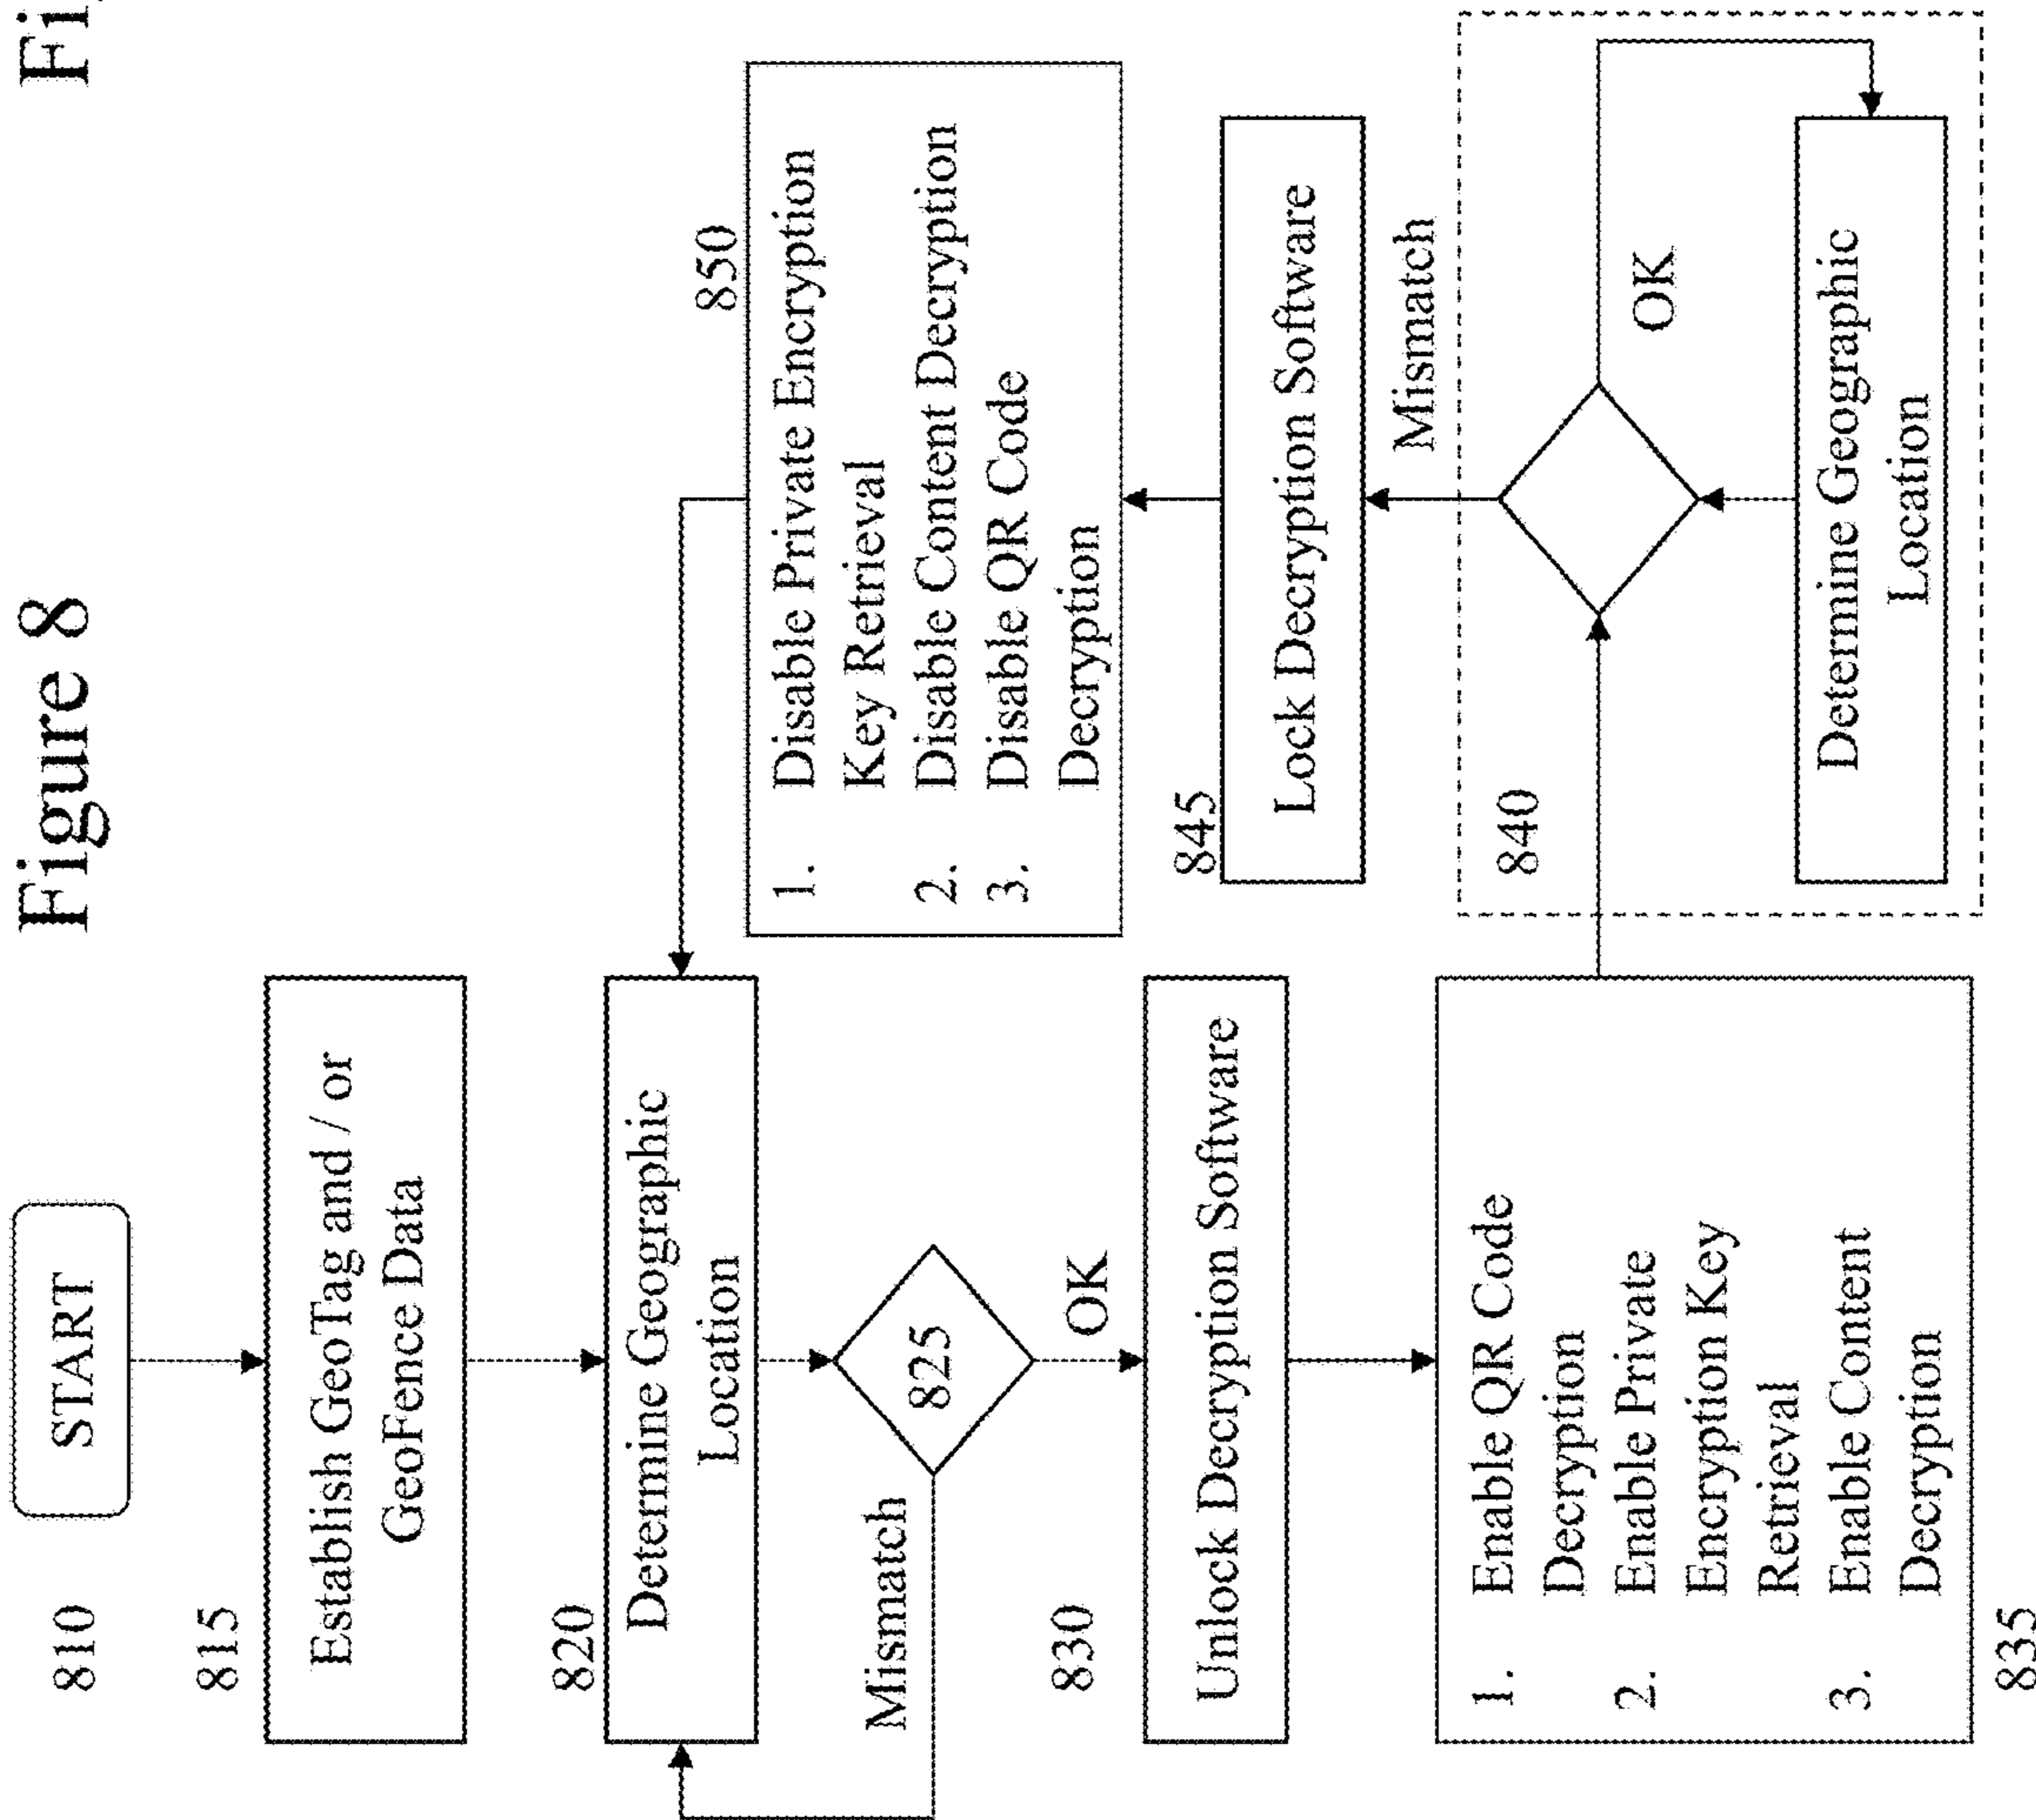 Figure 8
Fi
810
START
815
Establish GeoTag and / or
GeoFence Data
820
Determine Geographic
Location
825
Mismatch
OK
830
Unlock Decryption Software
1. Enable QR Code
Decryption
2. Enable Private
Encryption Key
Retrieval
3. Enable Content
Decryption
835
840
OK
Determine Geographic
Location
Mismatch
845
Lock Decryption Software
850
1. Disable Private Encryption
Key Retrieval
2. Disable Content Decryption
3. Disable QR Code
Decryption